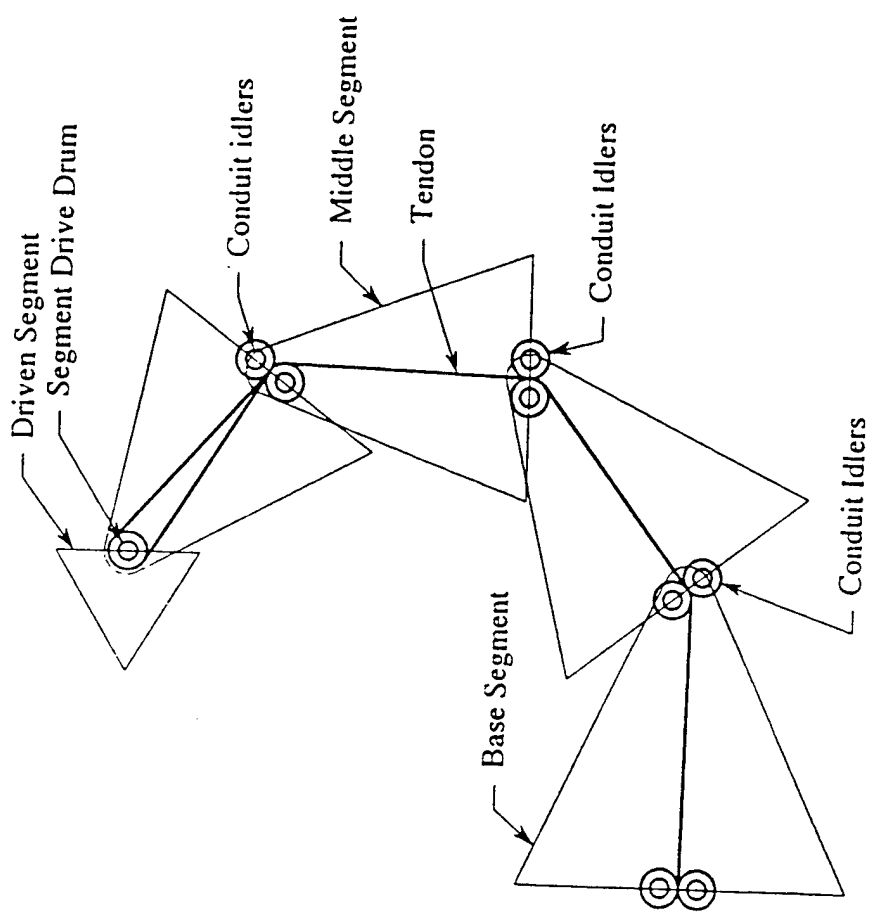 Driven Segment
Segment Drive Drum
Conduit idlers
Middle Segment
Tendon
Conduit Idlers
Base Segment
Conduit Idlers